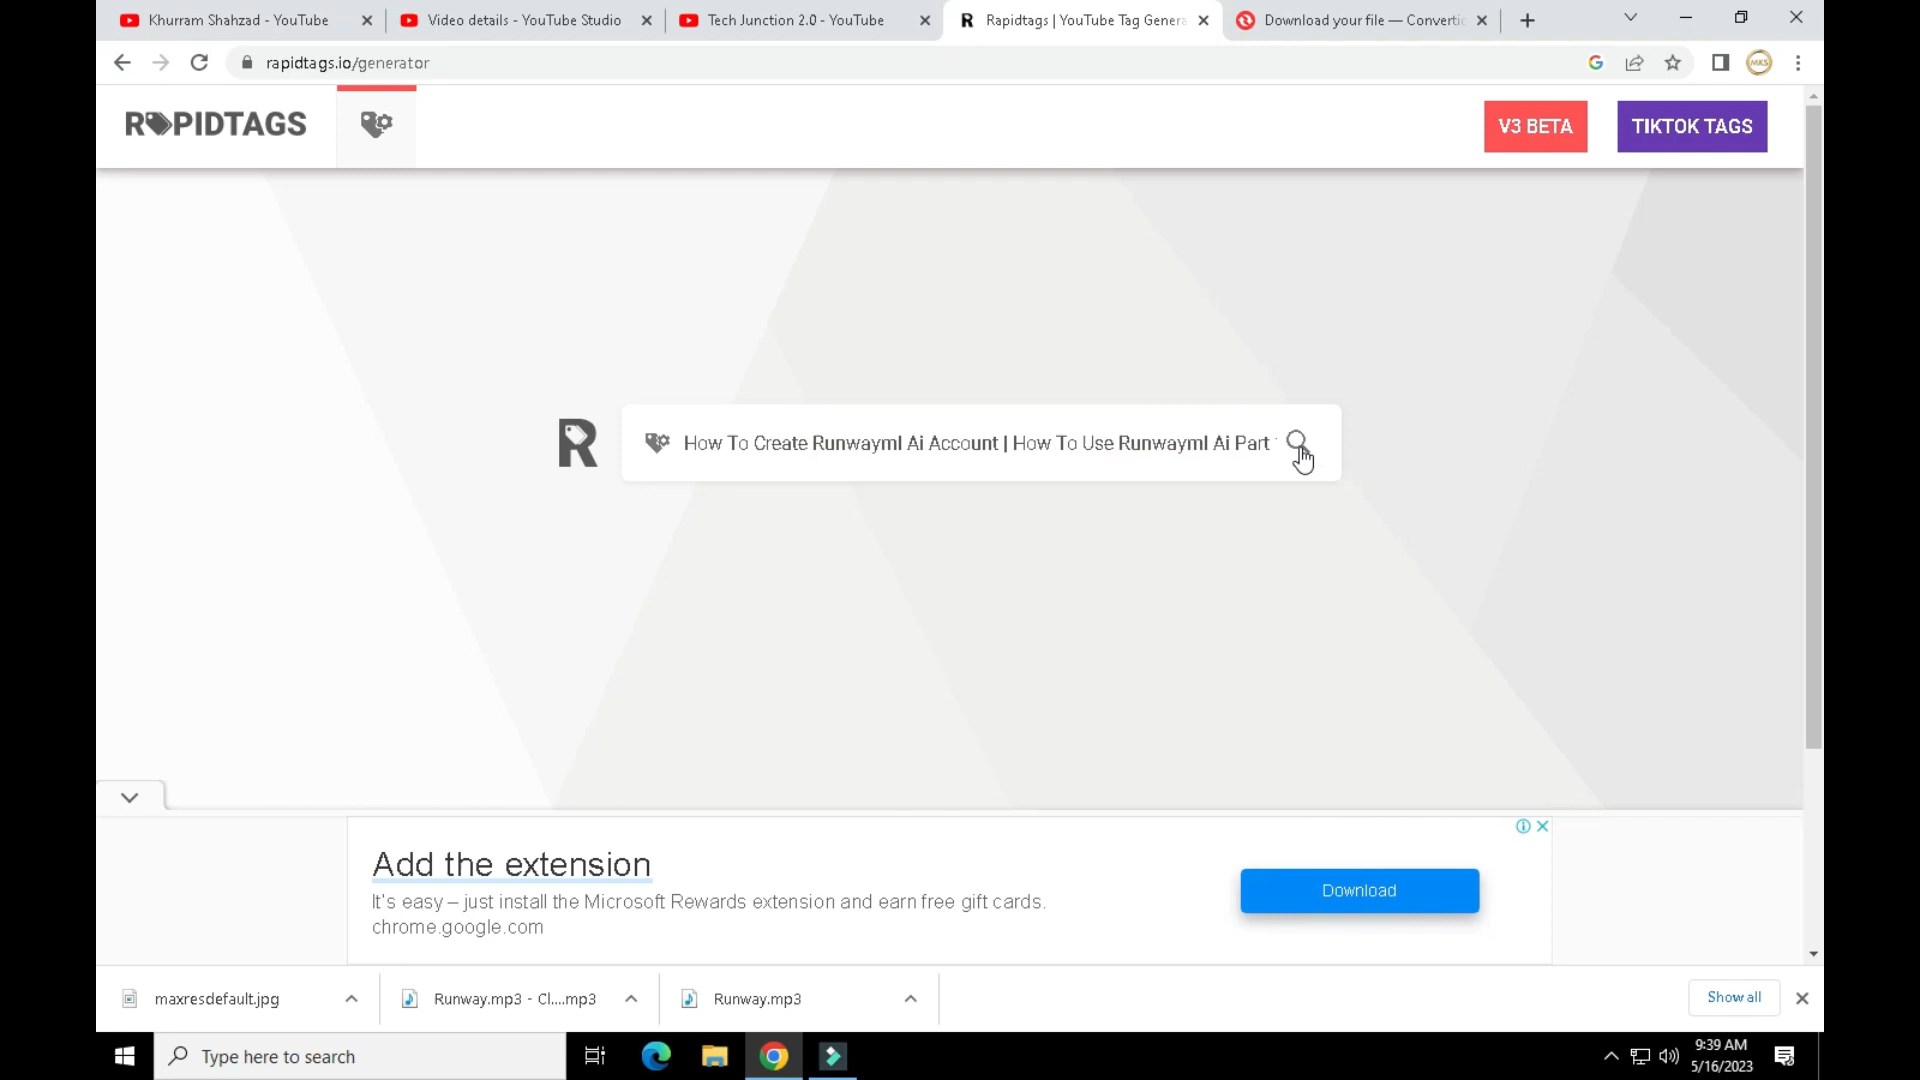 Khurram Shahzad - YouTube
Video details - YouTube Studio
Tech Junction 2.0 - YouTube
Rapidtags | YouTube Tag Genera
Download your file — Convertio
rapidtags.io/generator
MKS
RAPIDTAGS
V3 BETA
TIKTOK TAGS
How To Create Runwayml Ai Account | How To Use Runwayml Ai Part
Add the extension
It's easy – just install the Microsoft Rewards extension and earn free gift cards.
chrome.google.com
Download
maxresdefault.jpg
Runway.mp3 - Cl....mp3
Runway.mp3
Show all
Type here to search
9:39 AM
5/16/2023